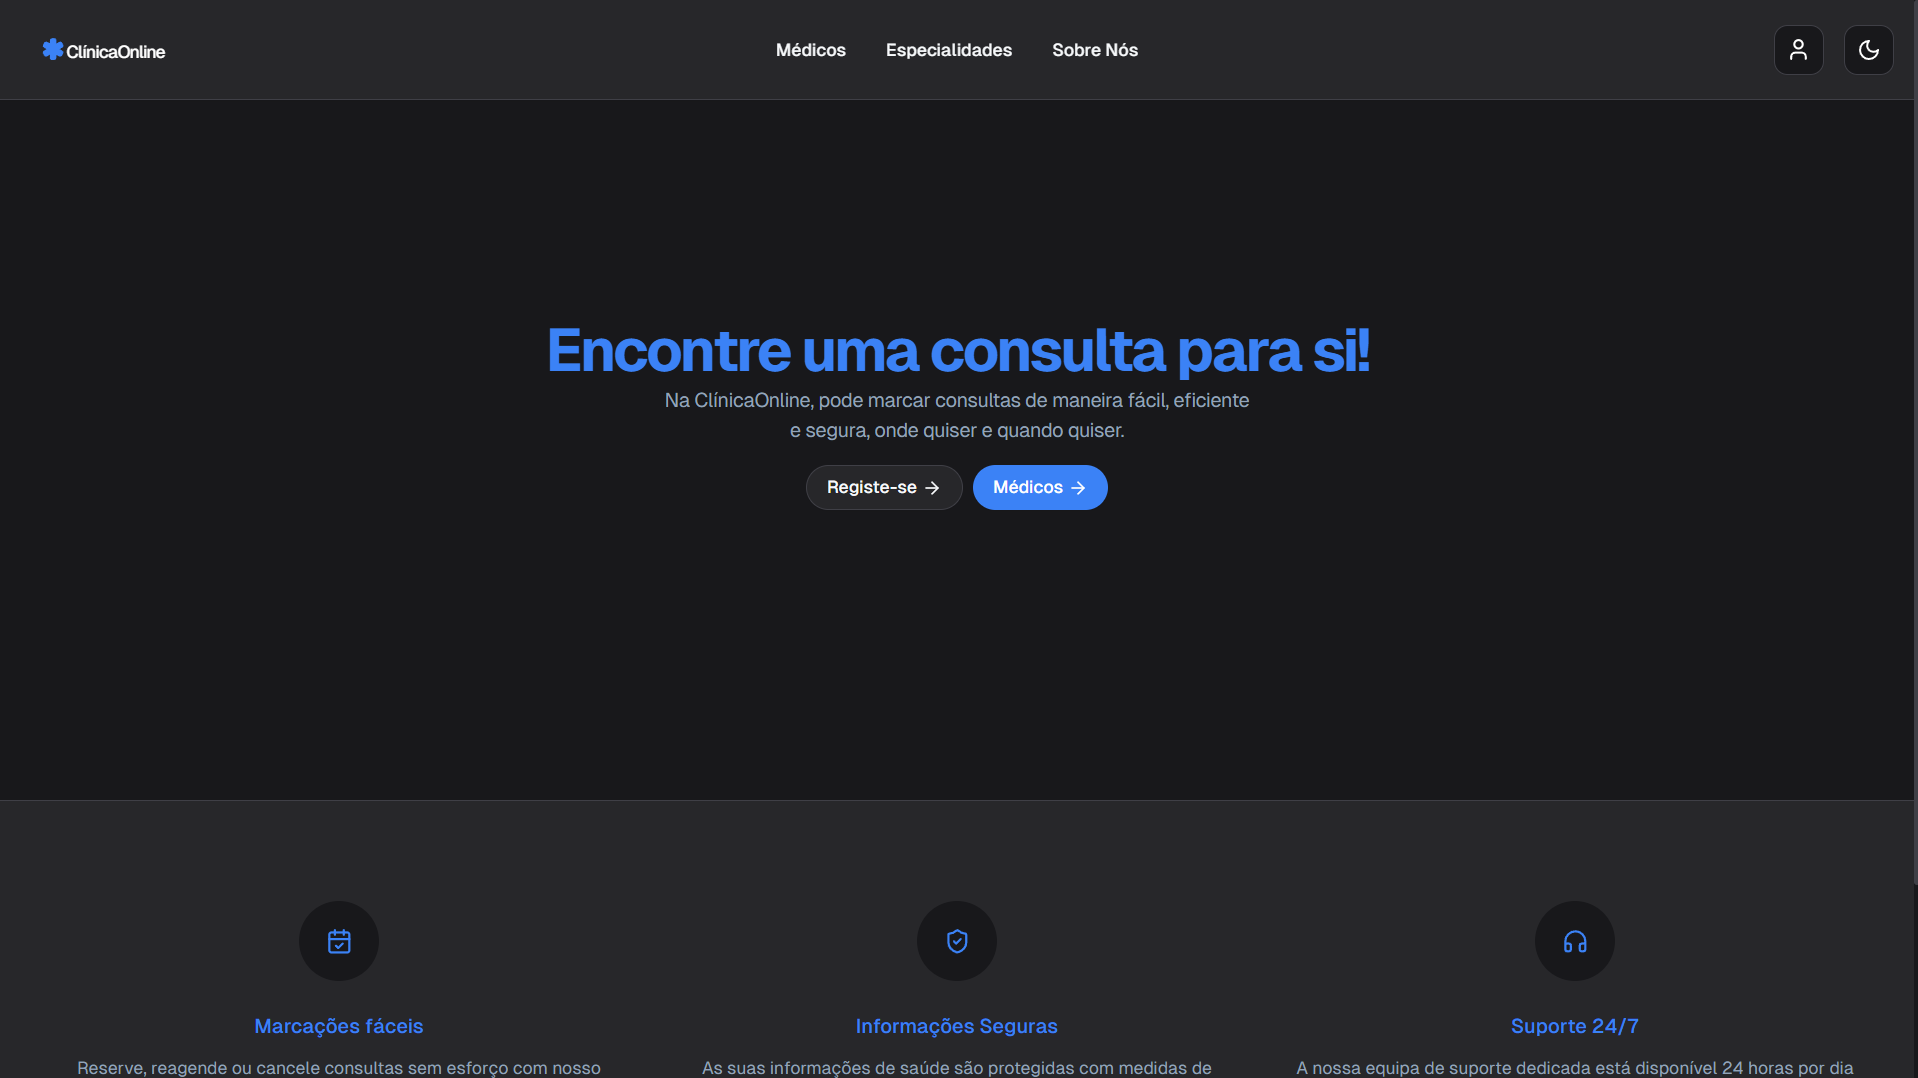 ClínicaOnline
Médicos
Especialidades
Sobre Nós
Encontre uma consulta para si!
Na ClínicaOnline, pode marcar consultas de maneira fácil, eficiente
e segura, onde quiser e quando quiser.
Registe-se
Médicos
Marcações fáceis
Informações Seguras
Suporte 24/7
Reserve, reagende ou cancele consultas sem esforço com nosso
As suas informações de saúde são protegidas com medidas de
A nossa equipa de suporte dedicada está disponível 24 horas por dia